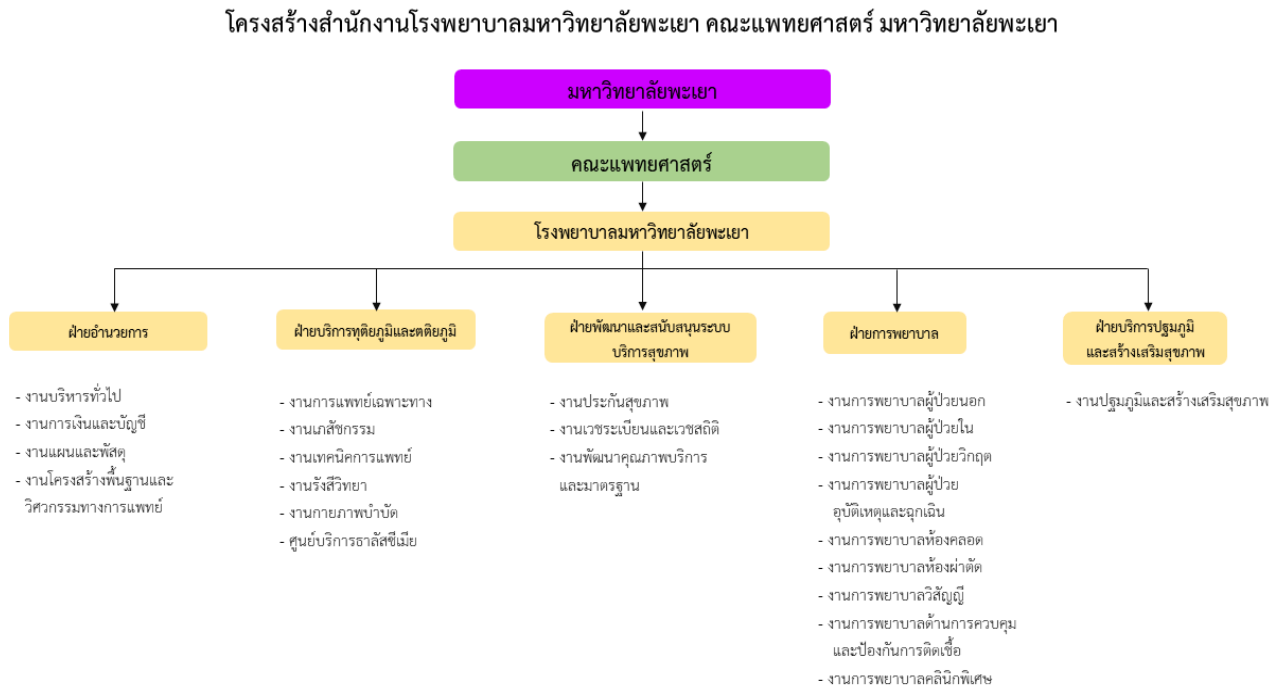 โครงสร้างสำนักงานโรงพยาบาลมหาวิทยาลัยพะเยา คณะแพทยศาสตร์ มหาวิทยาลัยพะเยา
มหาวิทยาลัยพะเยา
คณะแพทยศาสตร์
โรงพยาบาลมหาวิทยาลัยพะเยา
ฝ่ายอำนวยการ
- งานบริหารทั่วไป
- งานการเงินและบัญชี
- งานแผนและพัสดุ
- งานโครงสร้างพื้นฐานและ
วิศวกรรมทางการแพทย์
ฝ่ายบริการทุติยภูมิและตติยภูมิ
- งานการแพทย์เฉพาะทาง
- งานเภสัชกรรม
- งานเทคนิคการแพทย์
- งานรังสีวิทยา
- งานกายภาพบำบัด
- ศูนย์บริการธาลัสซีเมีย
ฝ่ายพัฒนาและสนับสนุนระบบ
บริการสุขภาพ
- งานประกันสุขภาพ
- งานเวชระเบียนและเวชสถิติ
- งานพัฒนาคุณภาพบริการ
และมาตรฐาน
ฝ่ายการพยาบาล
- งานการพยาบาลผู้ป่วยนอก
- งานการพยาบาลผู้ป่วยใน
- งานการพยาบาลผู้ป่วยวิกฤต
- งานการพยาบาลผู้ป่วย
อุบัติเหตุและฉุกเฉิน
- งานการพยาบาลห้องคลอด
- งานการพยาบาลห้องผ่าตัด
- งานการพยาบาลวิสัญญี
- งานการพยาบาลด้านการควบคุม
และป้องกันการติดเชื้อ
- งานการพยาบาลคลินิกพิเศษ
ฝ่ายบริการปฐมภูมิ
และสร้างเสริมสุขภาพ
- งานปฐมภูมิและสร้างเสริมสุขภาพ